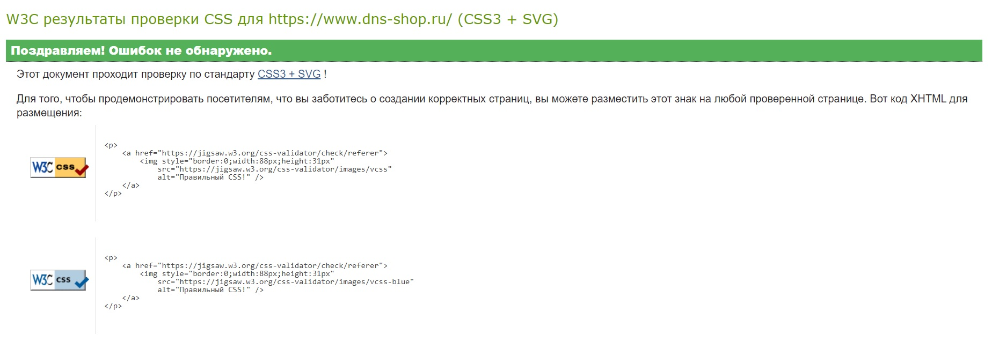 W3C результаты проверки CSS для https://www.dns-shop.ru/ (CSS3 + SVG)
Поздравляем! Ошибок не обнаружено.
Этот документ проходит проверку по стандарту CSS3 + SVG !
Для того, чтобы продемонстрировать посетителям, что вы заботитесь о создании корректных страниц, вы можете разместить этот знак на любой проверенной странице. Вот код XHTML для
размещения:
W3C css
<p>
    <a href="https://jigsaw.w3.org/css-validator/check/referer">
        <img style="border:0;width:88px;height:31px"
            src="https://jigsaw.w3.org/css-validator/images/vcss"
            alt="Правильный CSS!" />
    </a>
</p>
W3C css
<p>
    <a href="https://jigsaw.w3.org/css-validator/check/referer">
        <img style="border:0;width:88px;height:31px"
            src="https://jigsaw.w3.org/css-validator/images/vcss-blue"
            alt="Правильный CSS!" />
    </a>
</p>